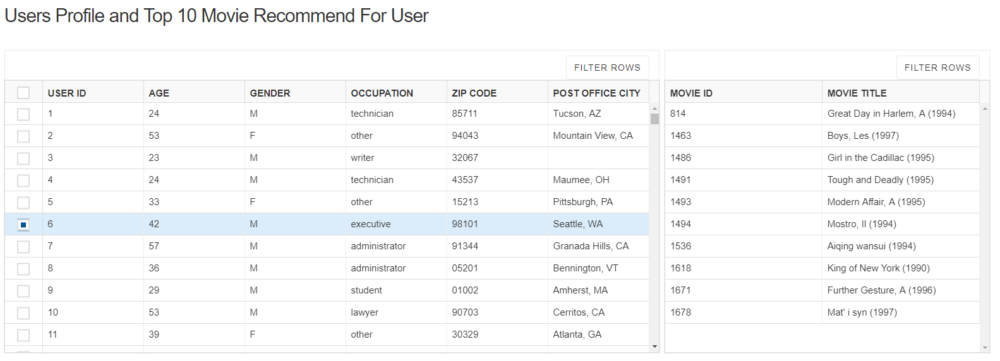 Users Profile and Top 10 Movie Recommend For User
FILTER ROWS
USER ID AGE GENDER OCCUPATION ZIP CODE POST OFFICE CITY
1 24 M technician 85711 Tucson, AZ
2 53 F other 94043 Mountain View, CA
3 23 M writer 32067
4 24 M technician 43537 Maumee, OH
5 33 F other 15213 Pittsburgh, PA
6 42 M executive 98101 Seattle, WA
7 57 M administrator 91344 Granada Hills, CA
8 36 M administrator 05201 Bennington, VT
9 29 M student 01002 Amherst, MA
10 53 M lawyer 90703 Cerritos, CA
11 39 F other 30329 Atlanta, GA
FILTER ROWS
MOVIE ID MOVIE TITLE
814 Great Day in Harlem, A (1994)
1463 Boys, Les (1997)
1486 Girl in the Cadillac (1995)
1491 Tough and Deadly (1995)
1493 Modern Affair, A (1995)
1494 Mostro, Il (1994)
1536 Aiqing wansui (1994)
1618 King of New York (1990)
1671 Further Gesture, A (1996)
1678 Mat' i syn (1997)